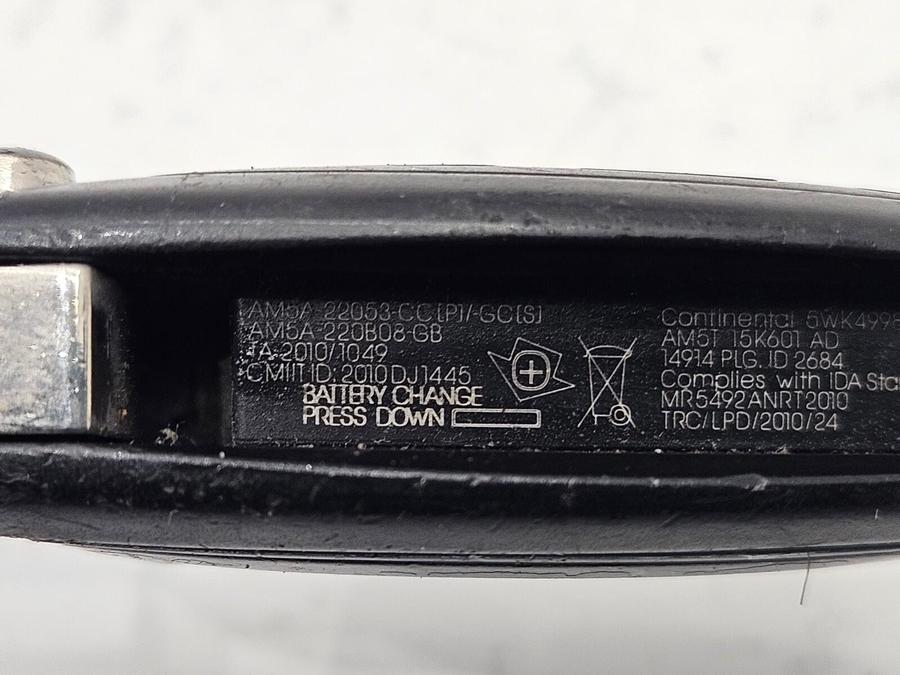 AM5A-22053-CC[P]/-GC[S]
AM5A-220B08-GB
TA-2010/1049
CMIIT ID: 2010DJ1445
BATTERY CHANGE
PRESS DOWN
Continental
AM5T 15K601 AD
14914 PLG. ID 2684
Complies with IDA
MR5492ANRT2010
TRC/LPD/2010/24